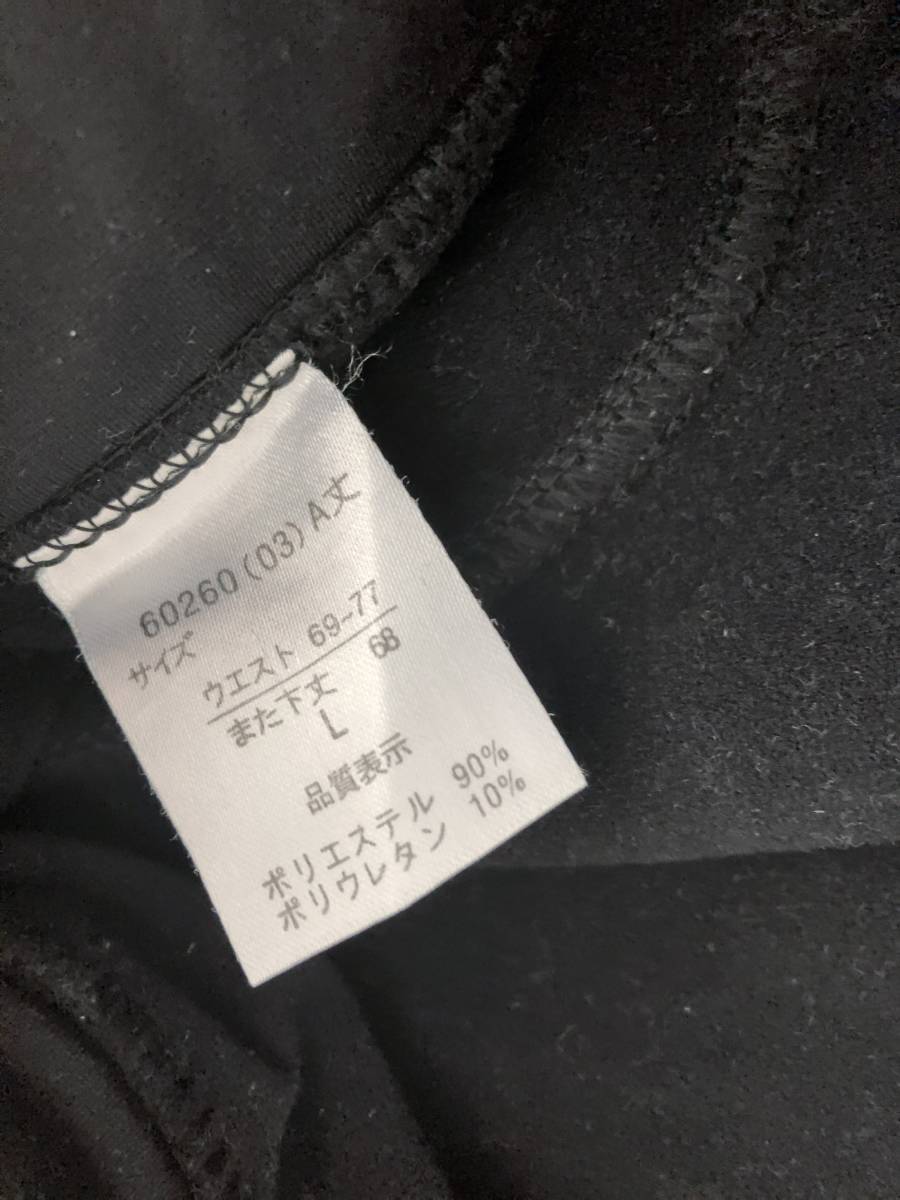 60260(03)A丈
サイズ
ウエスト 69~77
また下丈 68
L
品質表示
ポリエステル 90%
ポリウレタン 10%